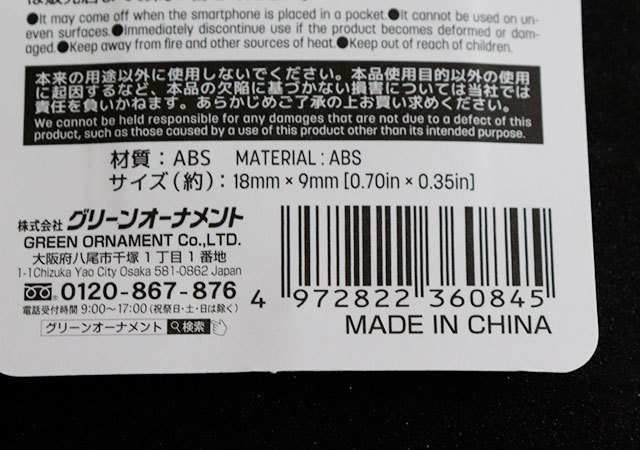 ●It may come off when the smartphone is placed in a pocket.●It cannot be used on un-
even surfaces.●Immediately discontinue use if the product becomes deformed or dam-
aged.●Keep away from fire and other sources of heat.●Keep out of reach of children.
本来の用途以外に使用しないでください。本品使用目的以外の使用
に起因するなど、本品の欠陥に基づかない損害については当社では
責任を負いかねます。あらかじめご了承の上お買い求めください。
We cannot be held responsible for any damages that are not due to a defect of this
product, such as those caused by a use of this product other than its intended purpose.
材質：ABS MATERIAL：ABS
サイズ（約）：18mm × 9mm [0.70in × 0.35in]
株式会社グリーンオーナメント
GREEN ORNAMENT Co.,LTD.
大阪府八尾市千塚1丁目1番地
1-1Chizuka Yao City Osaka 581-0862 Japan
0120-867-876
電話受付時間 9:00〜17:00（祝祭日・土・日は除く）
グリーンオーナメント 検索
4 972822 360845
MADE IN CHINA